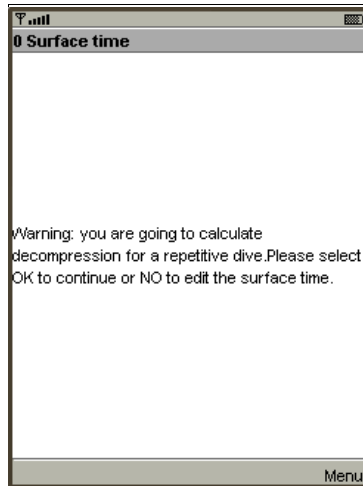 0 Surface time
Warning: you are going to calculate
decompression for a repetitive dive.Please select
OK to continue or NO to edit the surface time.
Menu